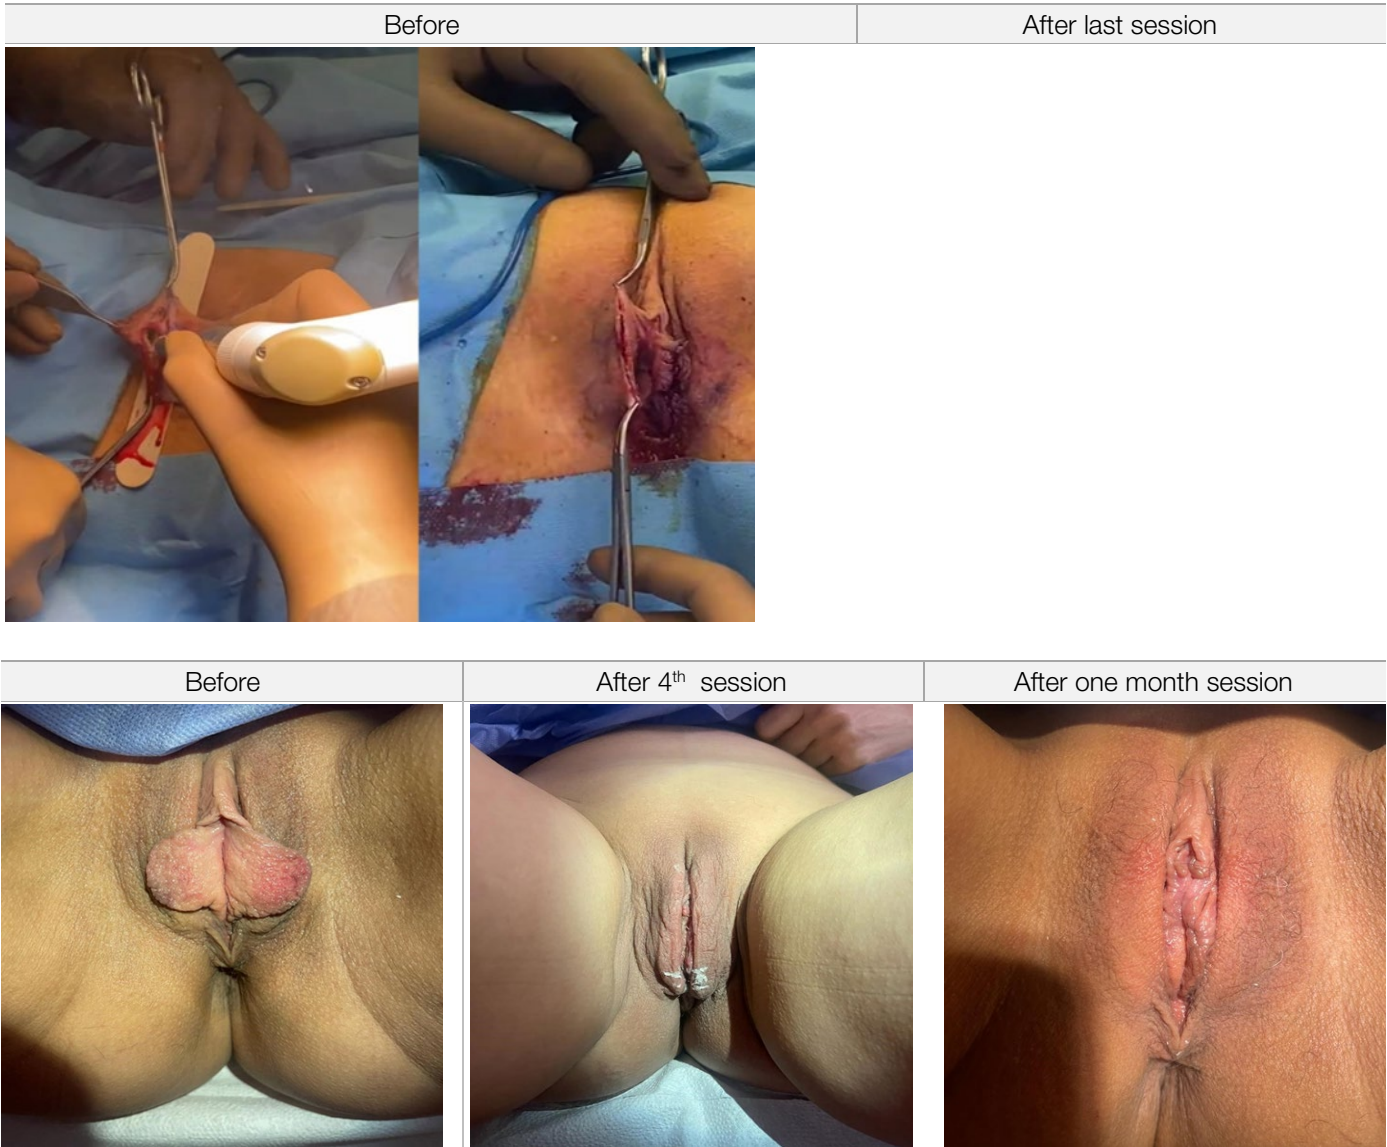 Before
After last session
Before
After 4th session
After one month session